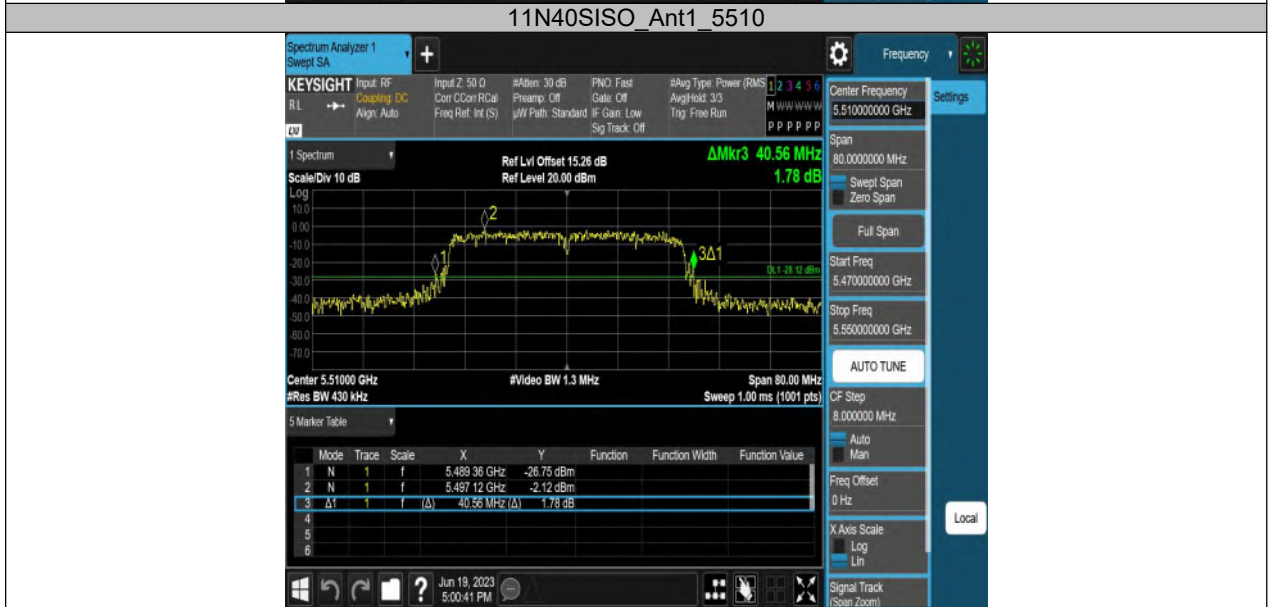 11N40SISO_Ant1_5510
Spectrum Analyzer 1
Swept SA
+
Frequency
KEYSIGHT Input: RF Input Z: 50 Ω #Atten: 30 dB PNO: Fast #Avg Type: Power (RMS 1 2 3 4 5 6
RL Coupling: DC Corr CCorr RCal Preamp: Off Gate: Off Avg|Hold: 3/3 M W W W W W
Align: Auto Freq Ref: Int (S) µW Path: Standard IF Gain: Low Trig: Free Run
Sig Track: Off P P P P P P
LXI
Center Frequency
5.510000000 GHz
Settings
Span
80.0000000 MHz
Swept Span
Zero Span
Full Span
Start Freq
5.470000000 GHz
Stop Freq
5.550000000 GHz
AUTO TUNE
CF Step
8.000000 MHz
Auto
Man
Freq Offset
0 Hz
X Axis Scale
Log
Lin
Signal Track
(Span Zoom)
Local
1 Spectrum
Ref Lvl Offset 15.26 dB
ΔMkr3 40.56 MHz
Scale/Div 10 dB Ref Level 20.00 dBm 1.78 dB
Log
10.0
0.00
-10.0
-20.0
-30.0
-40.0
-50.0
-60.0
-70.0
2
1
3Δ1
DL1 -28.12 dBm
Center 5.51000 GHz #Video BW 1.3 MHz Span 80.00 MHz
#Res BW 430 kHz Sweep 1.00 ms (1001 pts)
5 Marker Table
Mode Trace Scale X Y Function Function Width Function Value
1 N 1 f 5.489 36 GHz -26.75 dBm
2 N 1 f 5.497 12 GHz -2.12 dBm
3 Δ1 1 f (Δ) 40.56 MHz (Δ) 1.78 dB
4
5
6
? Jun 19, 2023
5:00:41 PM